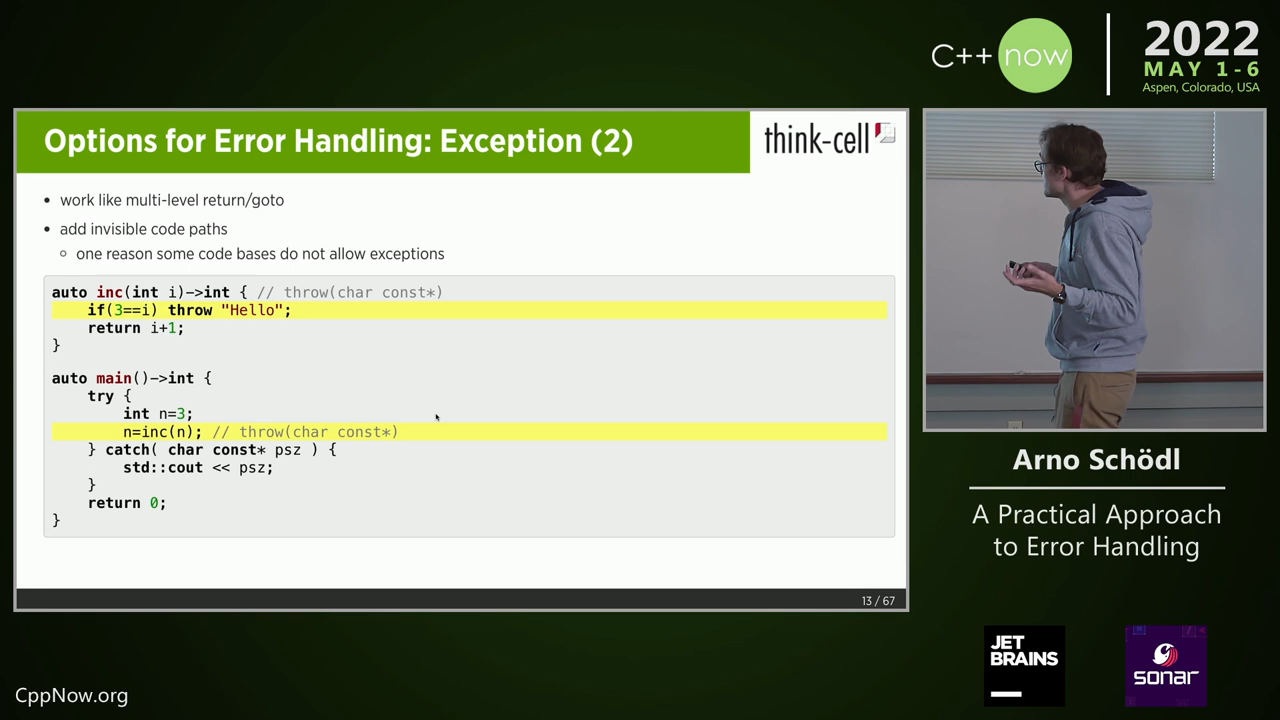 C++ now
2022
MAY 1-6
Aspen, Colorado, USA
Options for Error Handling: Exception (2)
think-cell
• work like multi-level return/goto
• add invisible code paths
○ one reason some code bases do not allow exceptions
auto inc(int i)->int { // throw(char const*)
    if(3==i) throw "Hello";
    return i+1;
}
auto main()->int {
    try {
        int n=3;
        n=inc(n); // throw(char const*)
    } catch( char const* psz ) {
        std::cout << psz;
    }
    return 0;
}
13 / 67
Arno Schödl
A Practical Approach
to Error Handling
JET
BRAINS
sonar
CppNow.org